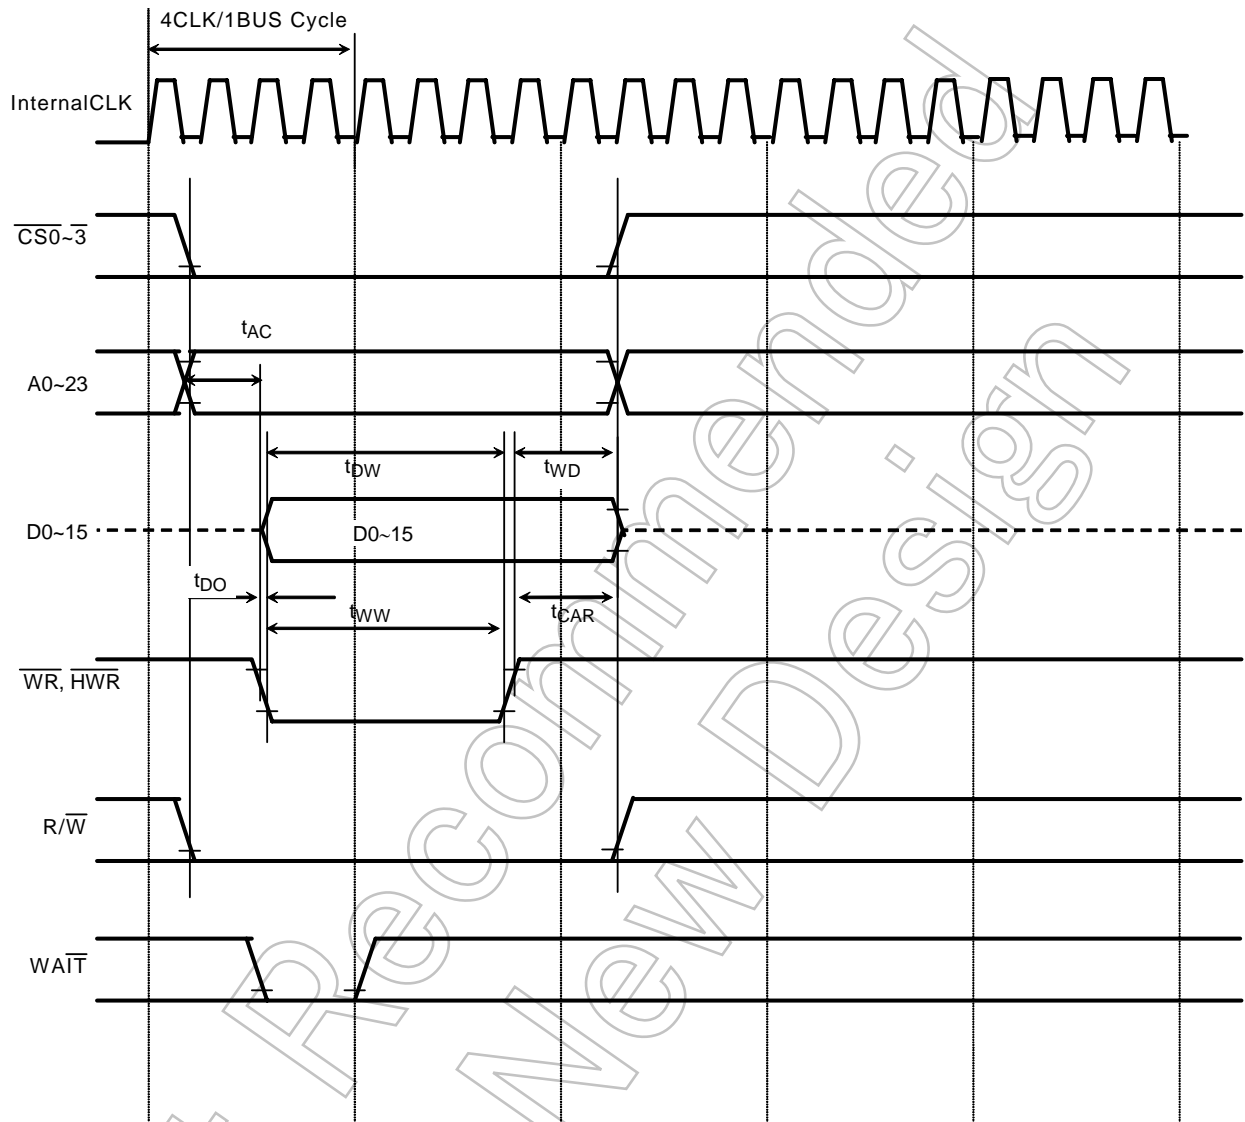 4CLK/1BUS Cycle
InternalCLK
CS0~3
tAC
A0~23
tDW
tWD
D0~15
D0~15
tDO
tWW
tCAR
WR, HWR
R/W
WAIT
Recommended
New Design